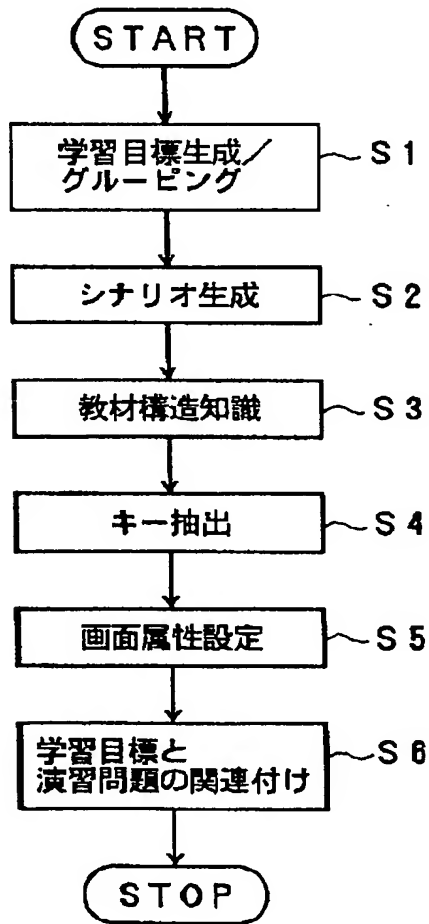 START
学習目標生成/
グルーピング
S1
シナリオ生成
S2
教材構造知識
S3
キー抽出
S4
画面属性設定
S5
学習目標と
演習問題の関連付け
S6
STOP